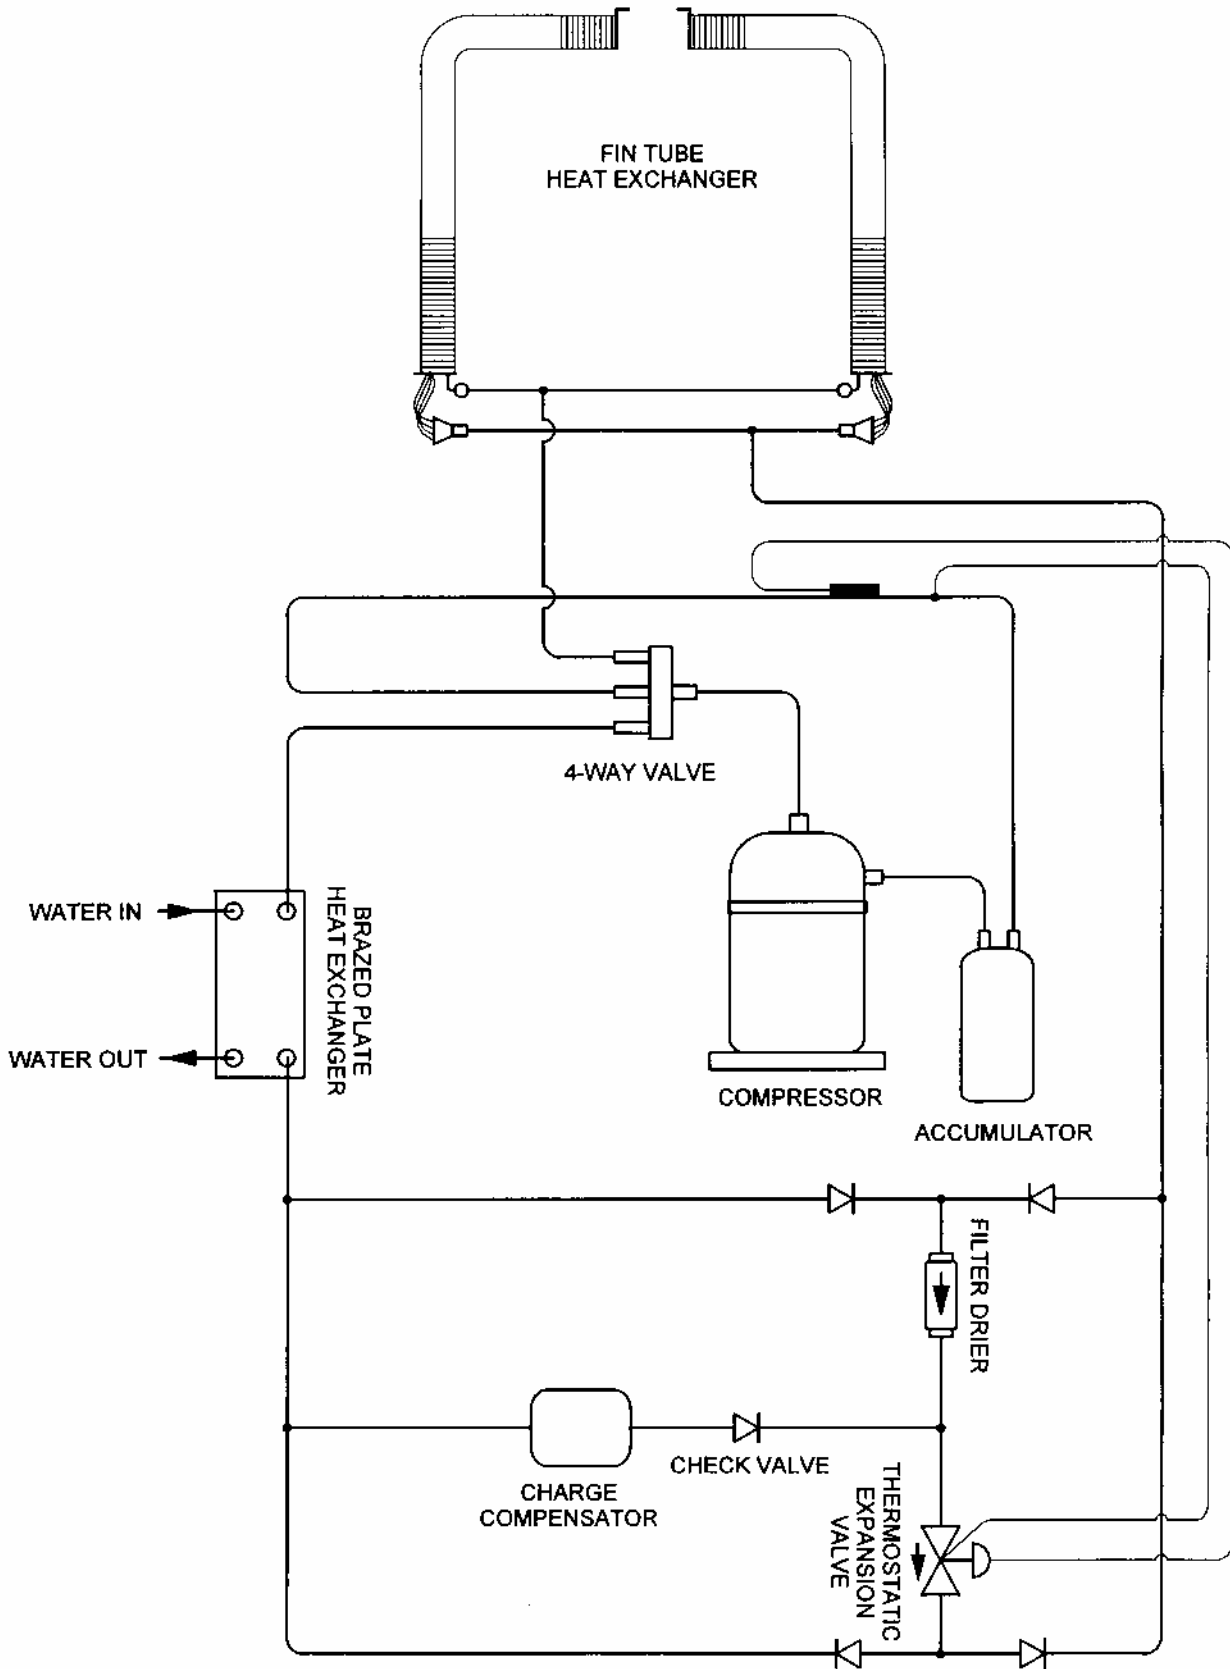 FIN TUBE
HEAT EXCHANGER
4-WAY VALVE
WATER IN
BRAZED PLATE
HEAT EXCHANGER
WATER OUT
COMPRESSOR
ACCUMULATOR
FILTER DRIER
CHECK VALVE
CHARGE
COMPENSATOR
THERMOSTATIC
EXPANSION
VALVE